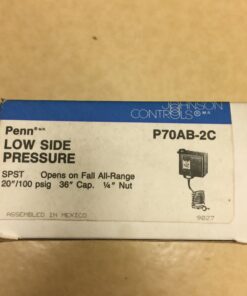 JOHNSON
CONTROLS
Penn
P70AB-2C
LOW SIDE
PRESSURE
SPST Opens on Fall All-Range
20"/100 psig 36" Cap. ¼" Nut
ASSEMBLED IN MEXICO
9027